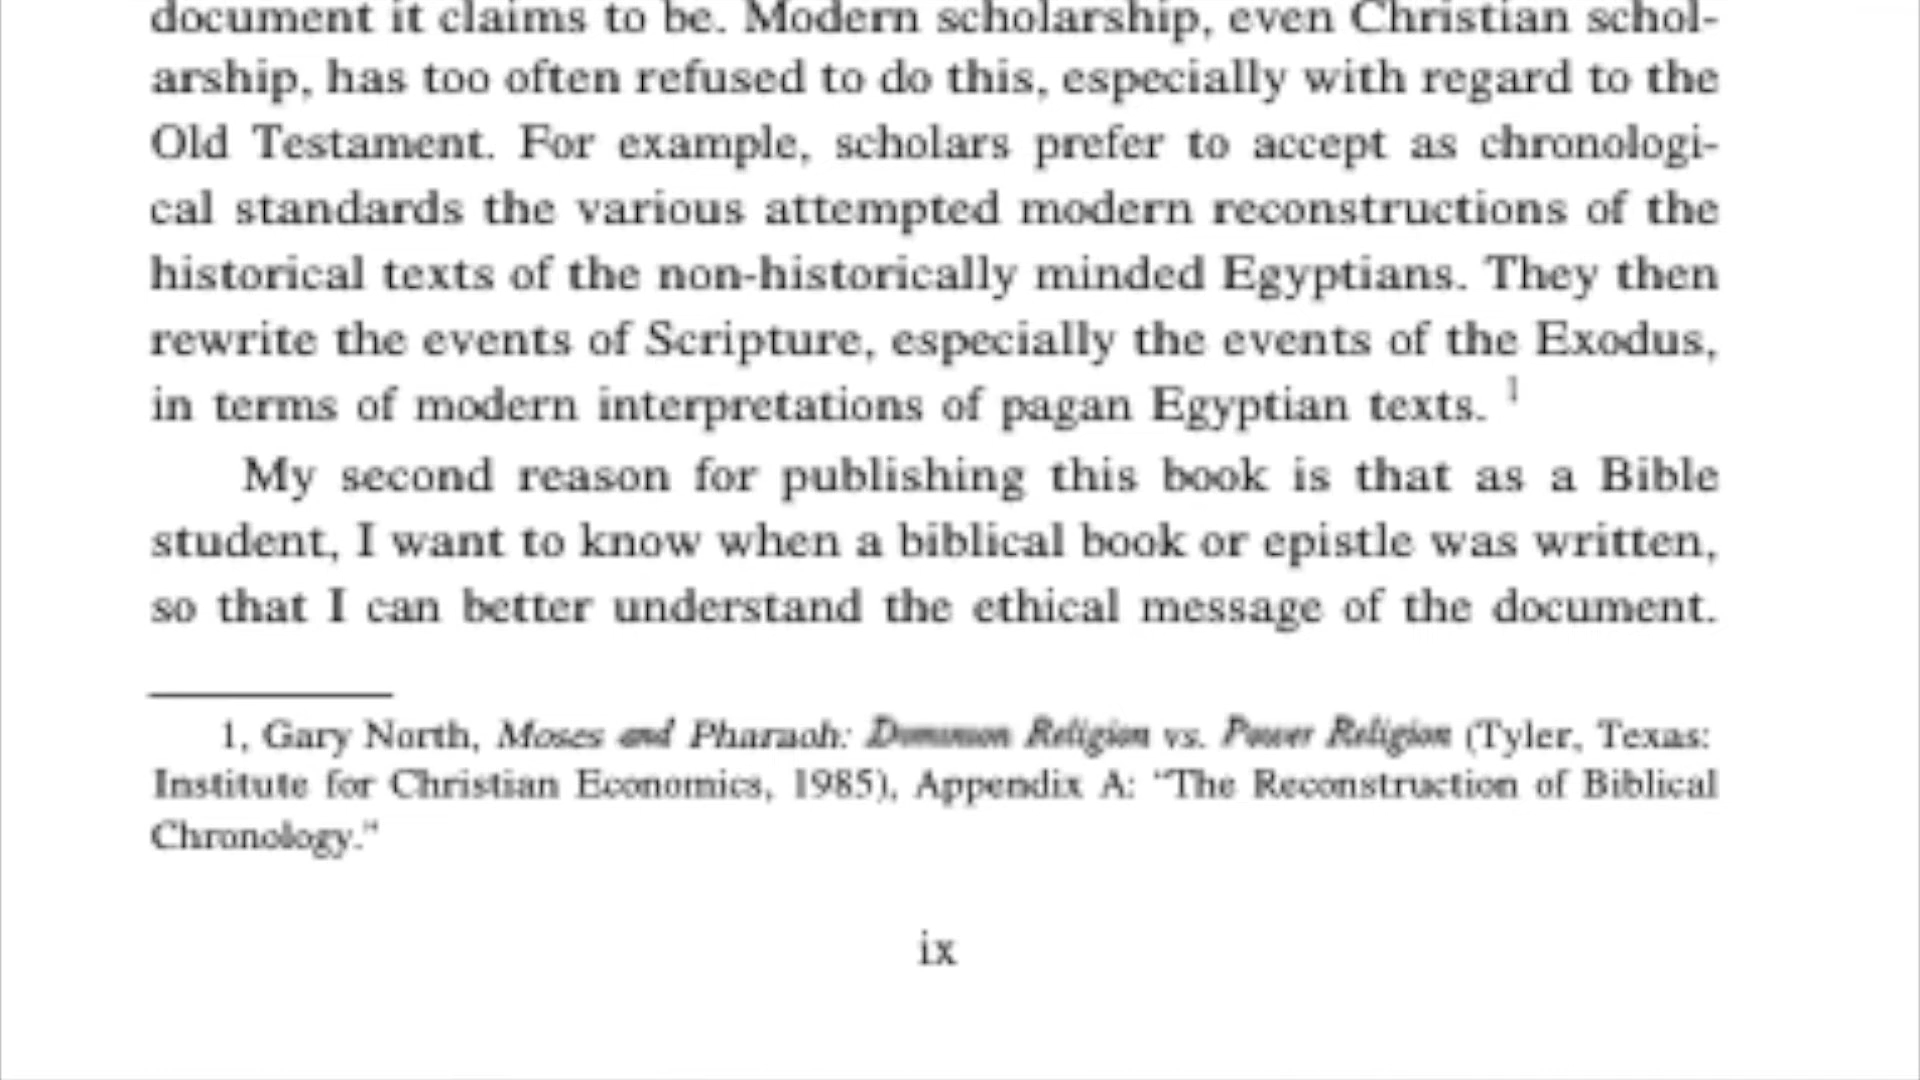 document it claims to be. Modern scholarship, even Christian schol-
arship, has too often refused to do this, especially with regard to the
Old Testament. For example, scholars prefer to accept as chronologi-
cal standards the various attempted modern reconstructions of the
historical texts of the non-historically minded Egyptians. They then
rewrite the events of Scripture, especially the events of the Exodus,
in terms of modern interpretations of pagan Egyptian texts. 1
My second reason for publishing this book is that as a Bible
student, I want to know when a biblical book or epistle was written,
so that I can better understand the ethical message of the document.
1, Gary North, Moses and Pharaoh: Dominion Religion vs. Power Religion (Tyler, Texas:
Institute for Christian Economics, 1985), Appendix A: "The Reconstruction of Biblical
Chronology."
ix